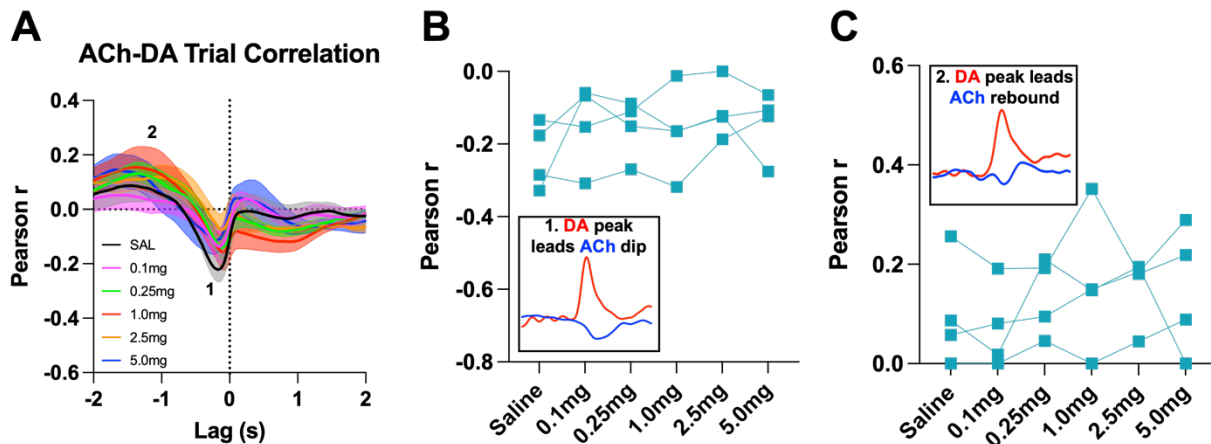 A
ACh-DA Trial Correlation
Pearson r
0.4
0.2
0.0
-0.2
-0.4
-0.6
2
1
SAL
0.1mg
0.25mg
1.0mg
2.5mg
5.0mg
-2
-1
0
1
2
Lag (s)
B
Pearson r
0.0
-0.2
-0.4
-0.6
-0.8
1. DA peak
leads ACh dip
Saline
0.1mg
0.25mg
1.0mg
2.5mg
5.0mg
C
Pearson r
0.6
0.4
0.2
0.0
2. DA peak leads
ACh rebound
Saline
0.1mg
0.25mg
1.0mg
2.5mg
5.0mg